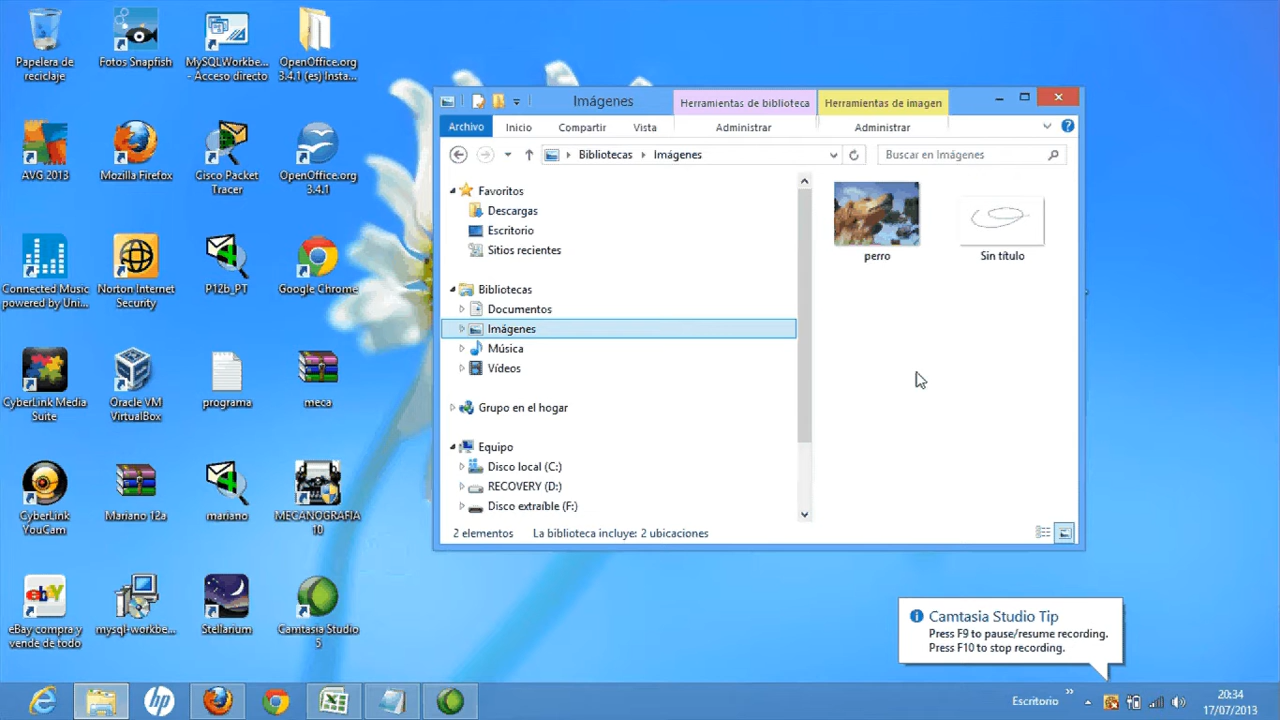 Papelera de
reciclaje
Fotos Snapfish
MySQLWorkbe...
- Acceso directo
OpenOffice.org
3.4.1 (es) Insta...
AVG 2013
Mozilla Firefox
Cisco Packet
Tracer
OpenOffice.org
3.4.1
Connected Music
powered by Uni...
Norton Internet
Security
P12b_PT
Google Chrome
CyberLink Media
Suite
Oracle VM
VirtualBox
programa
meca
CyberLink
YouCam
Mariano 12a
mariano
MECANOGRAFIA
10
eBay compra y
vende de todo
mysql-workbe...
Stellarium
Camtasia Studio
5
Imágenes
Herramientas de biblioteca
Herramientas de imagen
Archivo
Inicio
Compartir
Vista
Administrar
Administrar
Bibliotecas
Imágenes
Buscar en Imágenes
Favoritos
Descargas
Escritorio
Sitios recientes
Bibliotecas
Documentos
Imágenes
Música
Vídeos
Grupo en el hogar
Equipo
Disco local (C:)
RECOVERY (D:)
Disco extraíble (F:)
perro
Sin título
2 elementos
La biblioteca incluye: 2 ubicaciones
Camtasia Studio Tip
Press F9 to pause/resume recording.
Press F10 to stop recording.
Escritorio
20:34
17/07/2013